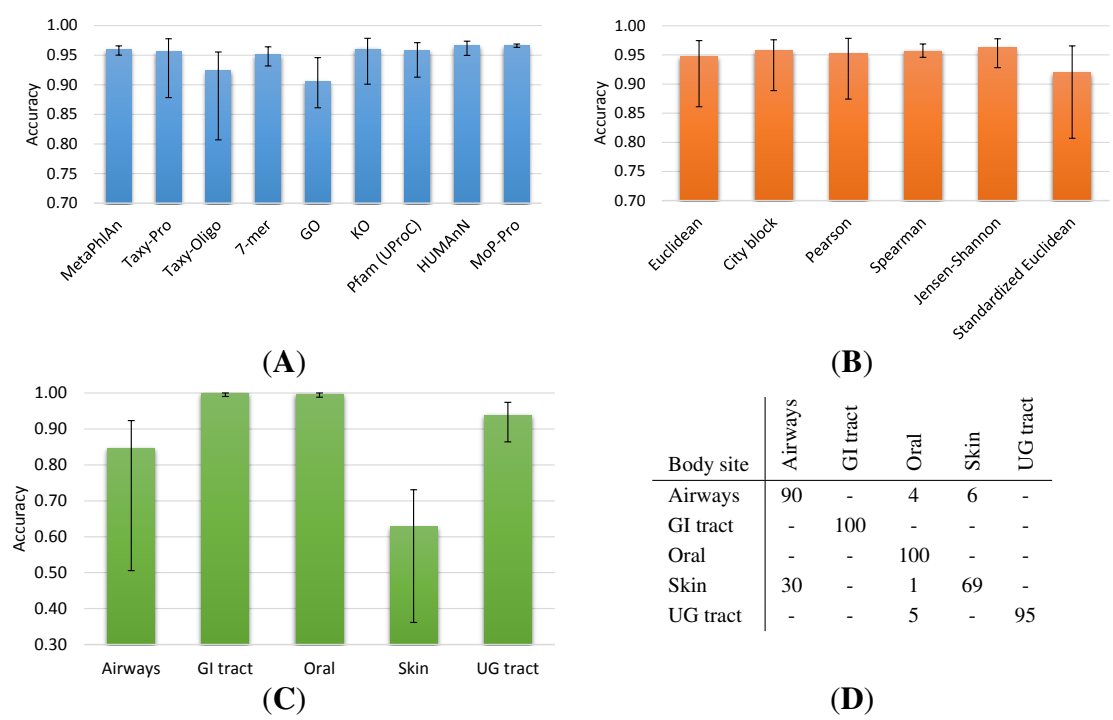 1.00
0.95
0.90
0.85
0.80
0.75
0.70
Accuracy
MetaPhlAn
Taxy-Pro
Taxy-Oligo
7-mer
GO
KO
Pfam (UProC)
HUMAnN
MoP-Pro
(A)
1.00
0.95
0.90
0.85
0.80
0.75
0.70
Accuracy
Euclidean
City block
Pearson
Spearman
Jensen-Shannon
Standardized Euclidean
(B)
1.00
0.90
0.80
0.70
0.60
0.50
0.40
0.30
Accuracy
Airways GI tract Oral Skin UG tract
(C)
Body site Airways GI tract Oral Skin UG tract
Airways 90 - 4 6 -
GI tract - 100 - - -
Oral - - 100 - -
Skin 30 - 1 69 -
UG tract - - 5 - 95
(D)